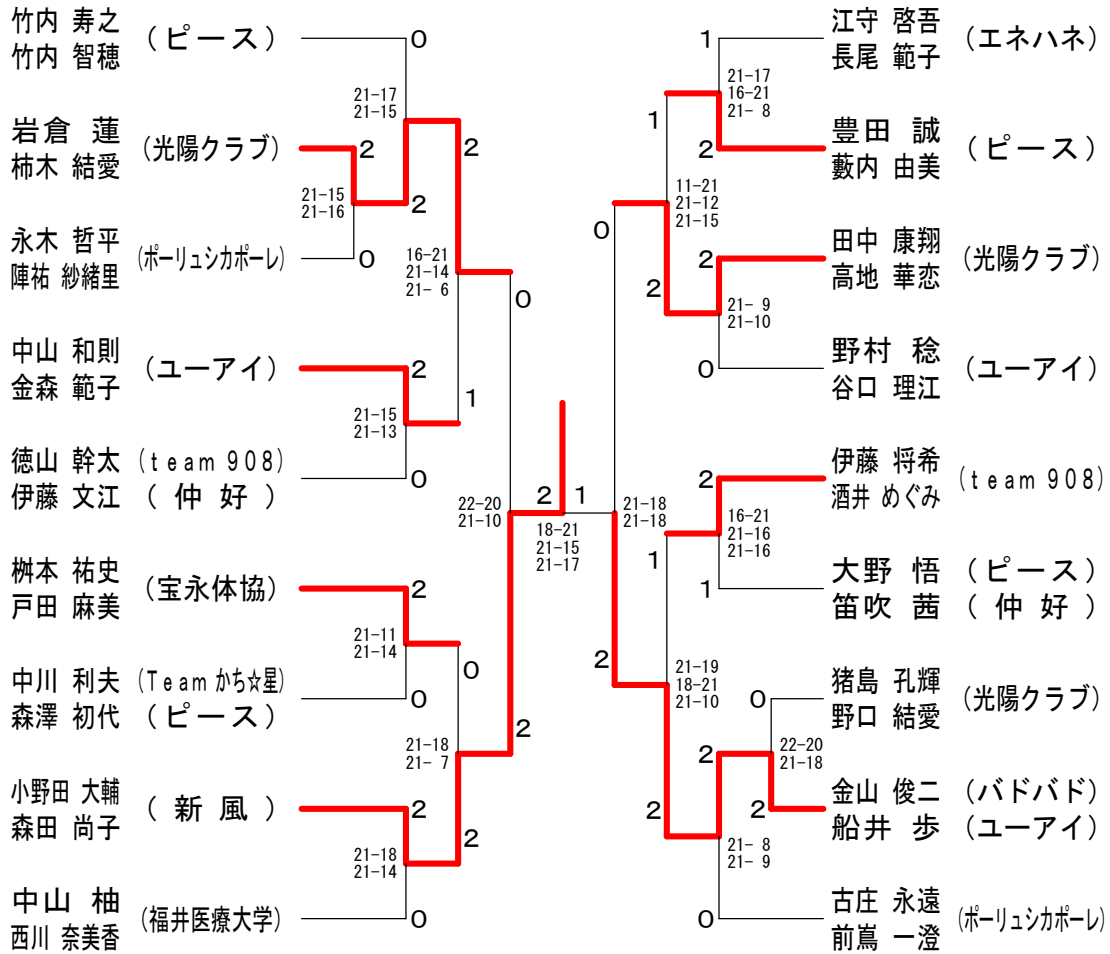 竹内 寿之
竹内 智穂
(ピース)
0
21-17
21-15
岩倉 蓮
柿木 結愛
(光陽クラブ)
2
2
21-15
21-16
2
永木 哲平
陣祐 紗緒里
(ポーリュシカポーレ)
0
16-21
21-14
21- 6
0
中山 和則
金森 範子
(ユーアイ)
2
1
21-15
21-13
徳山 幹太
伊藤 文江
(team 908)
(仲好)
0
22-20
21-10
2
1
18-21
21-15
21-17
桝本 祐史
戸田 麻美
(宝永体協)
2
21-11
21-14
0
中川 利夫
森澤 初代
(Team かち☆星)
(ピース)
0
2
21-18
21- 7
小野田 大輔
森田 尚子
(新風)
2
2
21-18
21-14
中山 柚
西川 奈美香
(福井医療大学)
0
1
江守 啓吾
長尾 範子
(エネハネ)
21-17
16-21
21- 8
1
2
豊田 誠
藪内 由美
(ピース)
11-21
21-12
21-15
0
2
田中 康翔
高地 華恋
(光陽クラブ)
2
21- 9
21-10
0
野村 稔
谷口 理江
(ユーアイ)
2
伊藤 将希
酒井 めぐみ
(team 908)
21-18
21-18
16-21
21-16
21-16
1
1
大野 悟
笛吹 茜
(ピース)
(仲好)
2
21-19
18-21
21-10
0
猪島 孔輝
野口 結愛
(光陽クラブ)
2
22-20
21-18
2
2
金山 俊二
船井 歩
(バドバド)
(ユーアイ)
21- 8
21- 9
0
古庄 永遠
前嶌 一澄
(ポーリュシカポーレ)